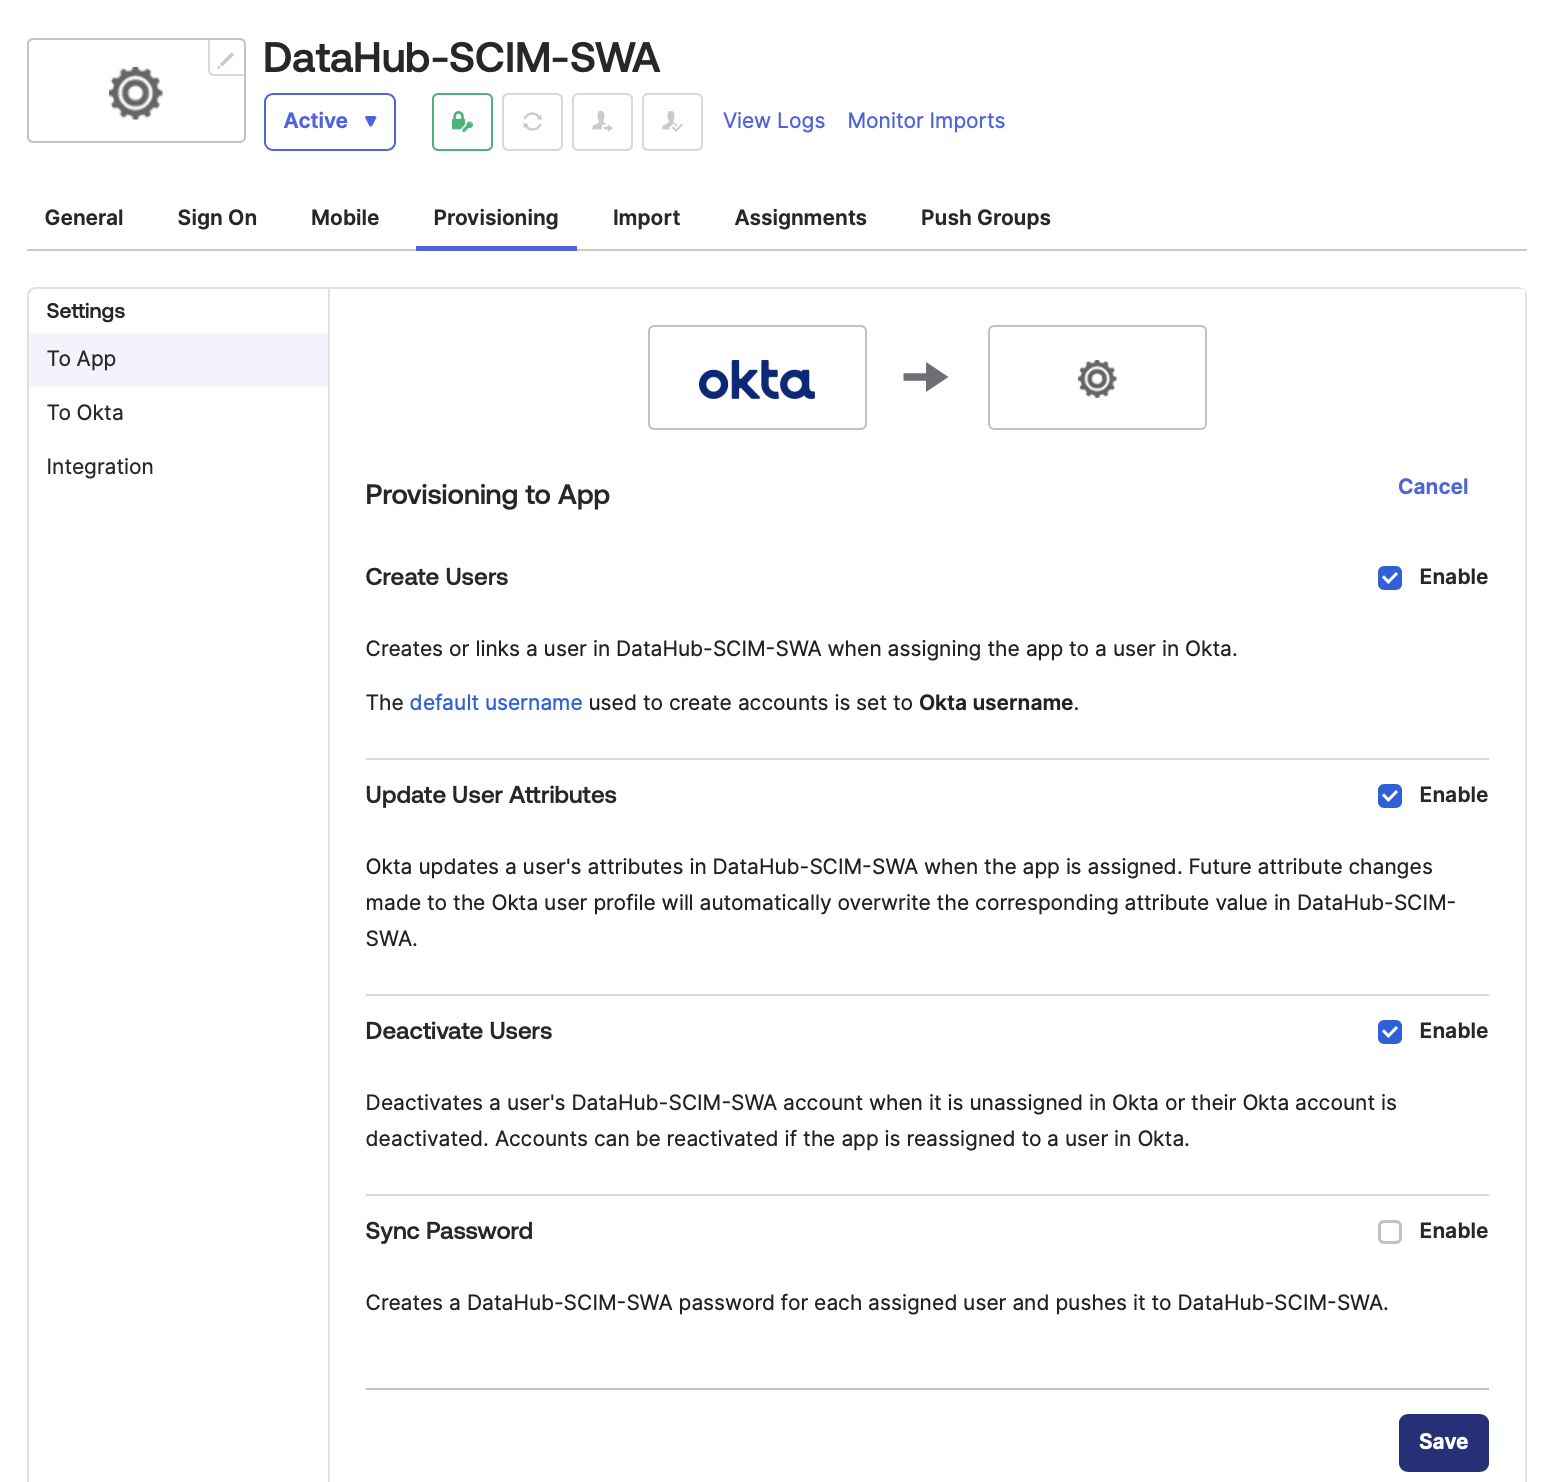 DataHub-SCIM-SWA
Active ▼
View Logs
Monitor Imports
General
Sign On
Mobile
Provisioning
Import
Assignments
Push Groups
Settings
To App
To Okta
Integration
okta
Provisioning to App
Cancel
Create Users
Enable
Creates or links a user in DataHub-SCIM-SWA when assigning the app to a user in Okta.
The default username used to create accounts is set to Okta username.
Update User Attributes
Enable
Okta updates a user's attributes in DataHub-SCIM-SWA when the app is assigned. Future attribute changes
made to the Okta user profile will automatically overwrite the corresponding attribute value in DataHub-SCIM-
SWA.
Deactivate Users
Enable
Deactivates a user's DataHub-SCIM-SWA account when it is unassigned in Okta or their Okta account is
deactivated. Accounts can be reactivated if the app is reassigned to a user in Okta.
Sync Password
Enable
Creates a DataHub-SCIM-SWA password for each assigned user and pushes it to DataHub-SCIM-SWA.
Save